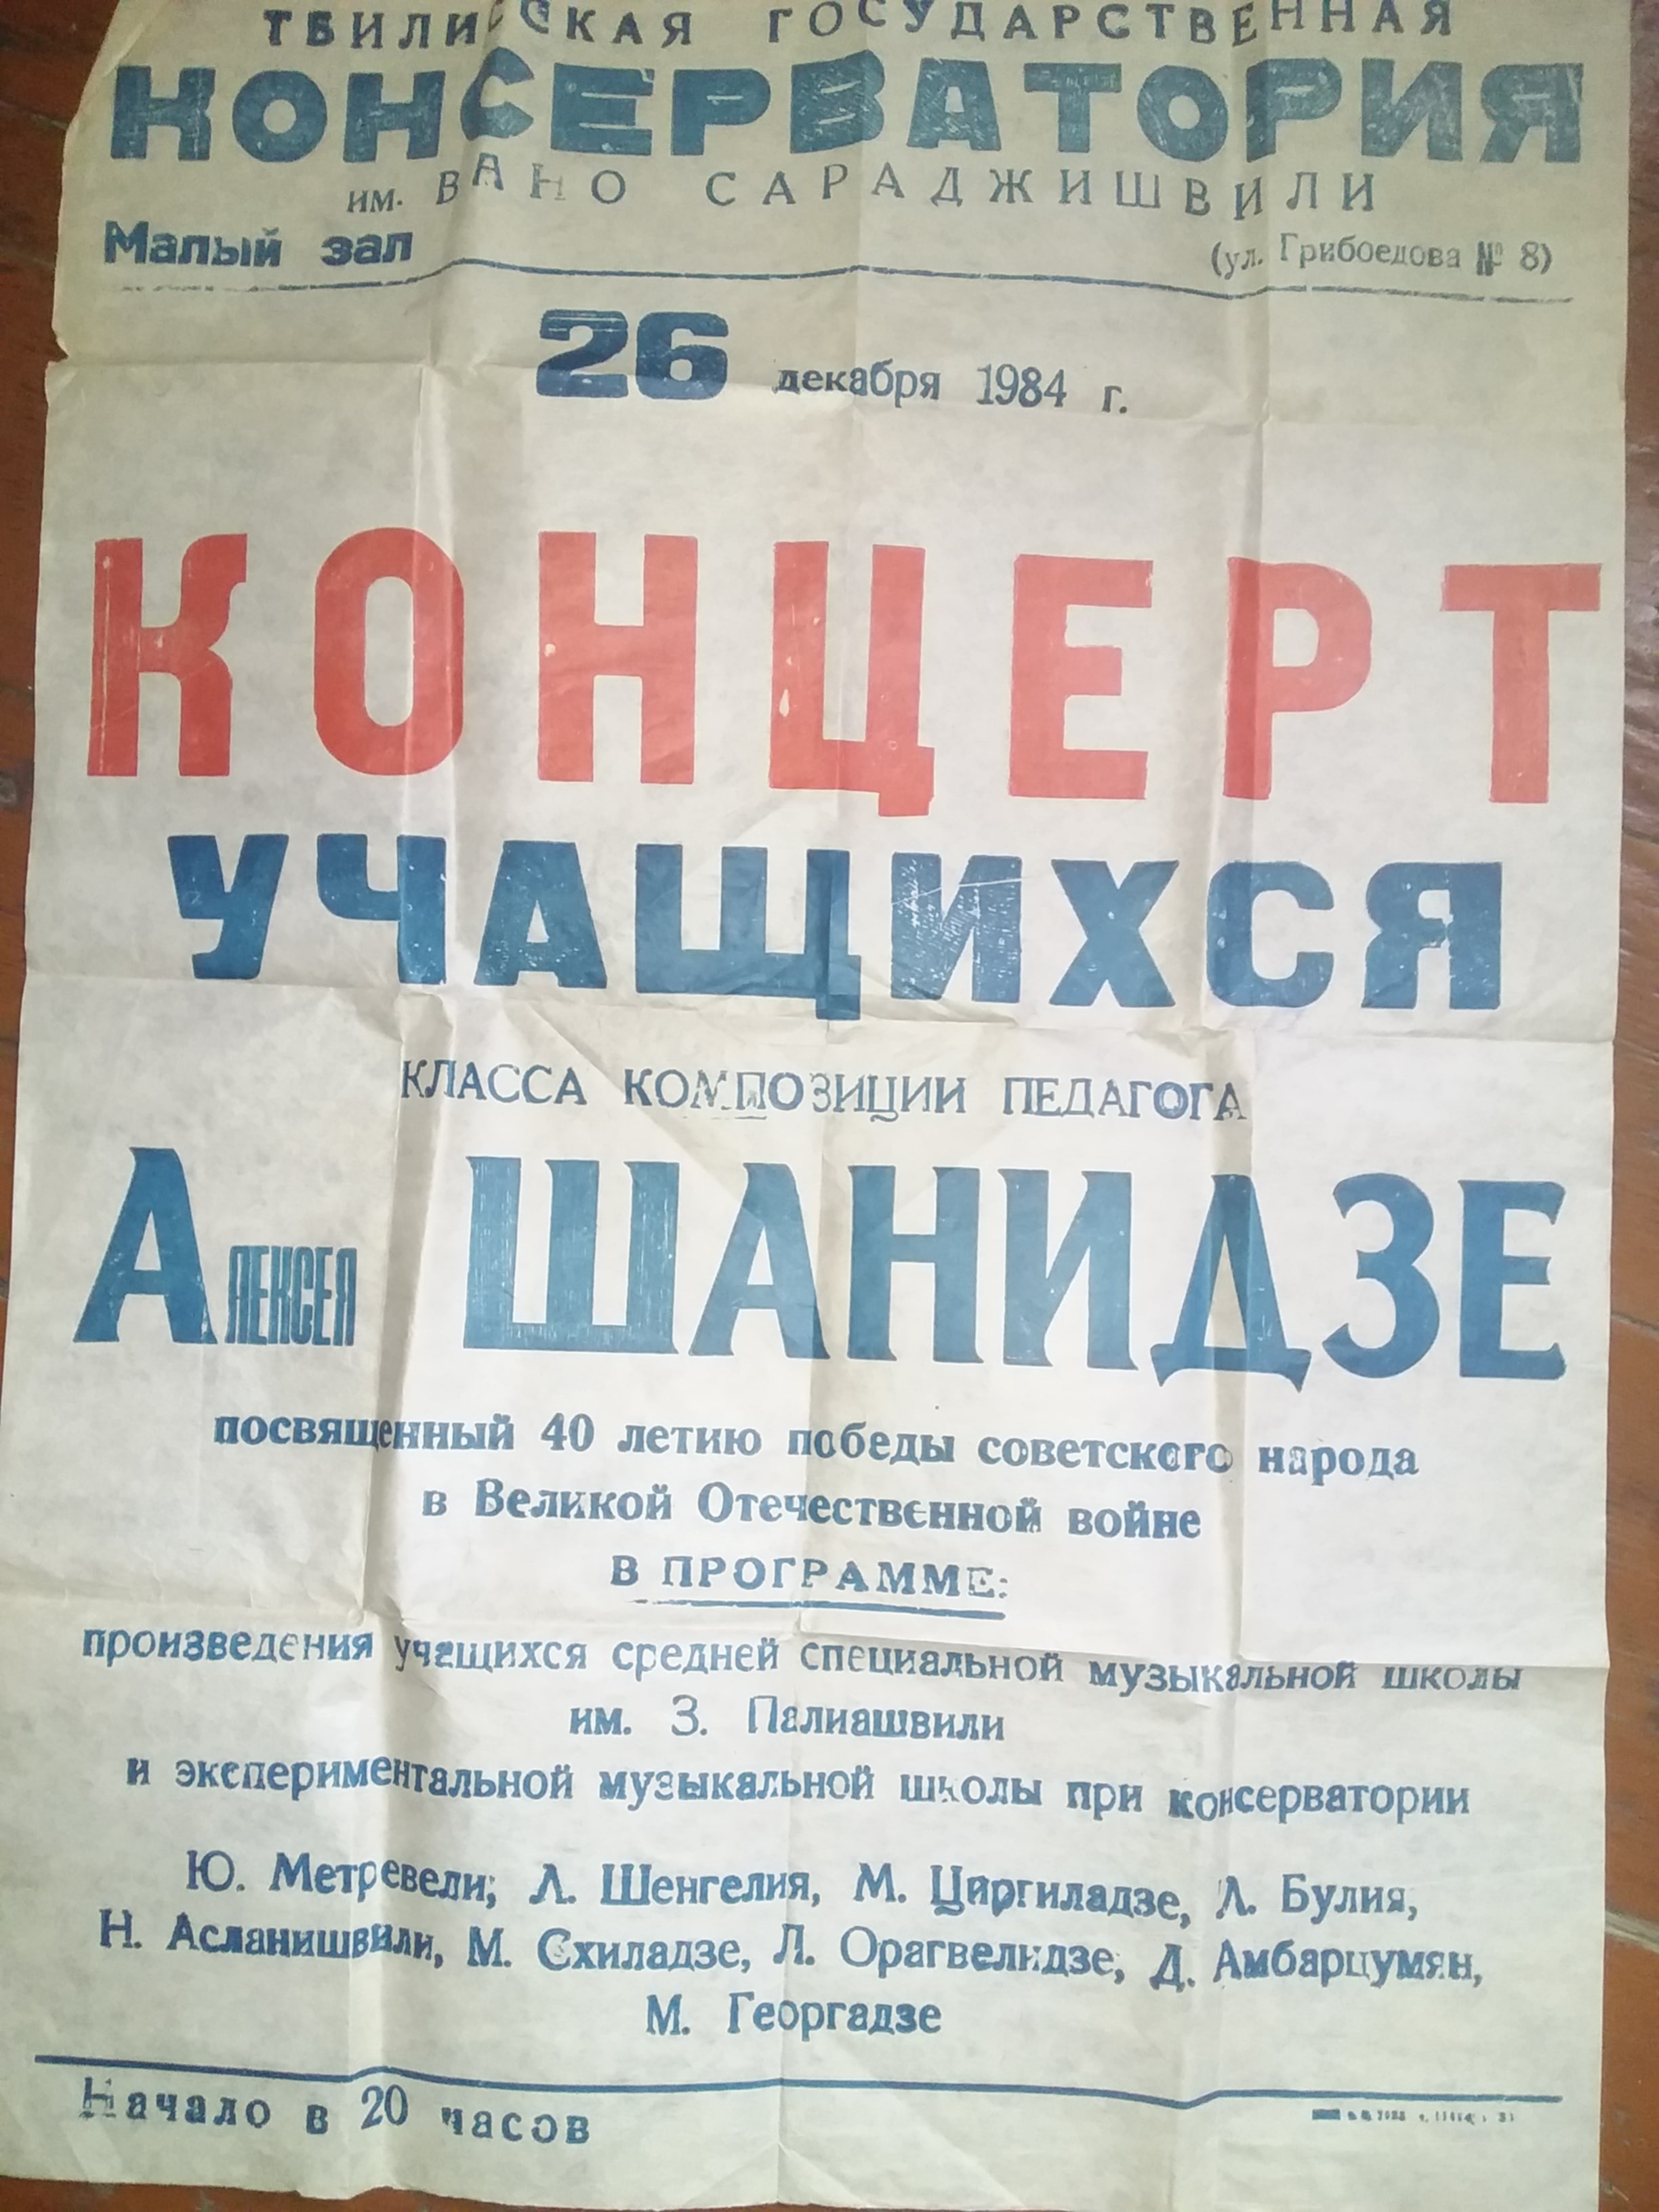 ТБИЛИССКАЯ ГОСУДАРСТВЕННАЯ
КОНСЕРВАТОРИЯ
им. ВАНО САРАДЖИШВИЛИ
Малый зал (ул. Грибоедова № 8)
26 декабря 1984 г.
КОНЦЕРТ
УЧАЩИХСЯ
КЛАССА КОМПОЗИЦИИ ПЕДАГОГА
АЛЕКСЕЯ ШАНИДЗЕ
посвященный 40 летию победы советского народа
в Великой Отечественной войне
В ПРОГРАММЕ:
произведения учащихся средней специальной музыкальной школы
им. З. Палиашвили
и экспериментальной музыкальной школы при консерватории
Ю. Метревели; Л. Шенгелия, М. Циргиладзе, Л. Булия,
Н. Асланишвили, М. Схиладзе, Л. Орагвелидзе; Д. Амбарцумян,
М. Георгадзе
Начало в 20 часов